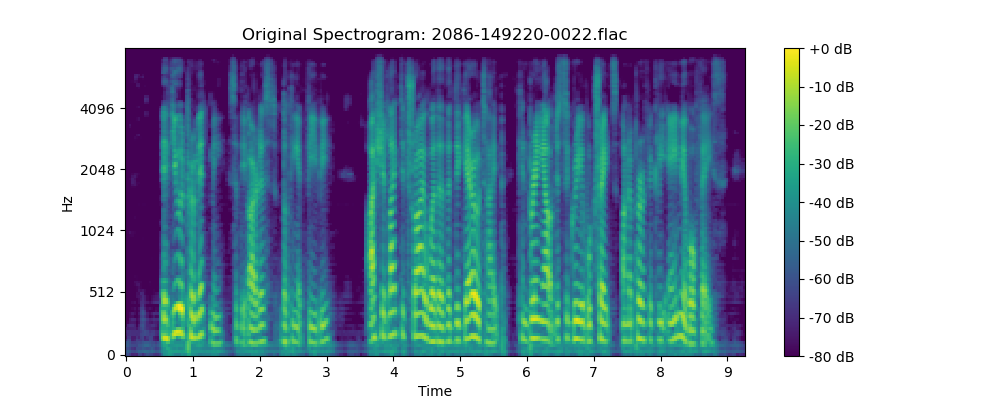 Original Spectrogram: 2086-149220-0022.flac
Hz
4096
2048
1024
512
0
0 1 2 3 4 5 6 7 8 9
Time
+0 dB
-10 dB
-20 dB
-30 dB
-40 dB
-50 dB
-60 dB
-70 dB
-80 dB